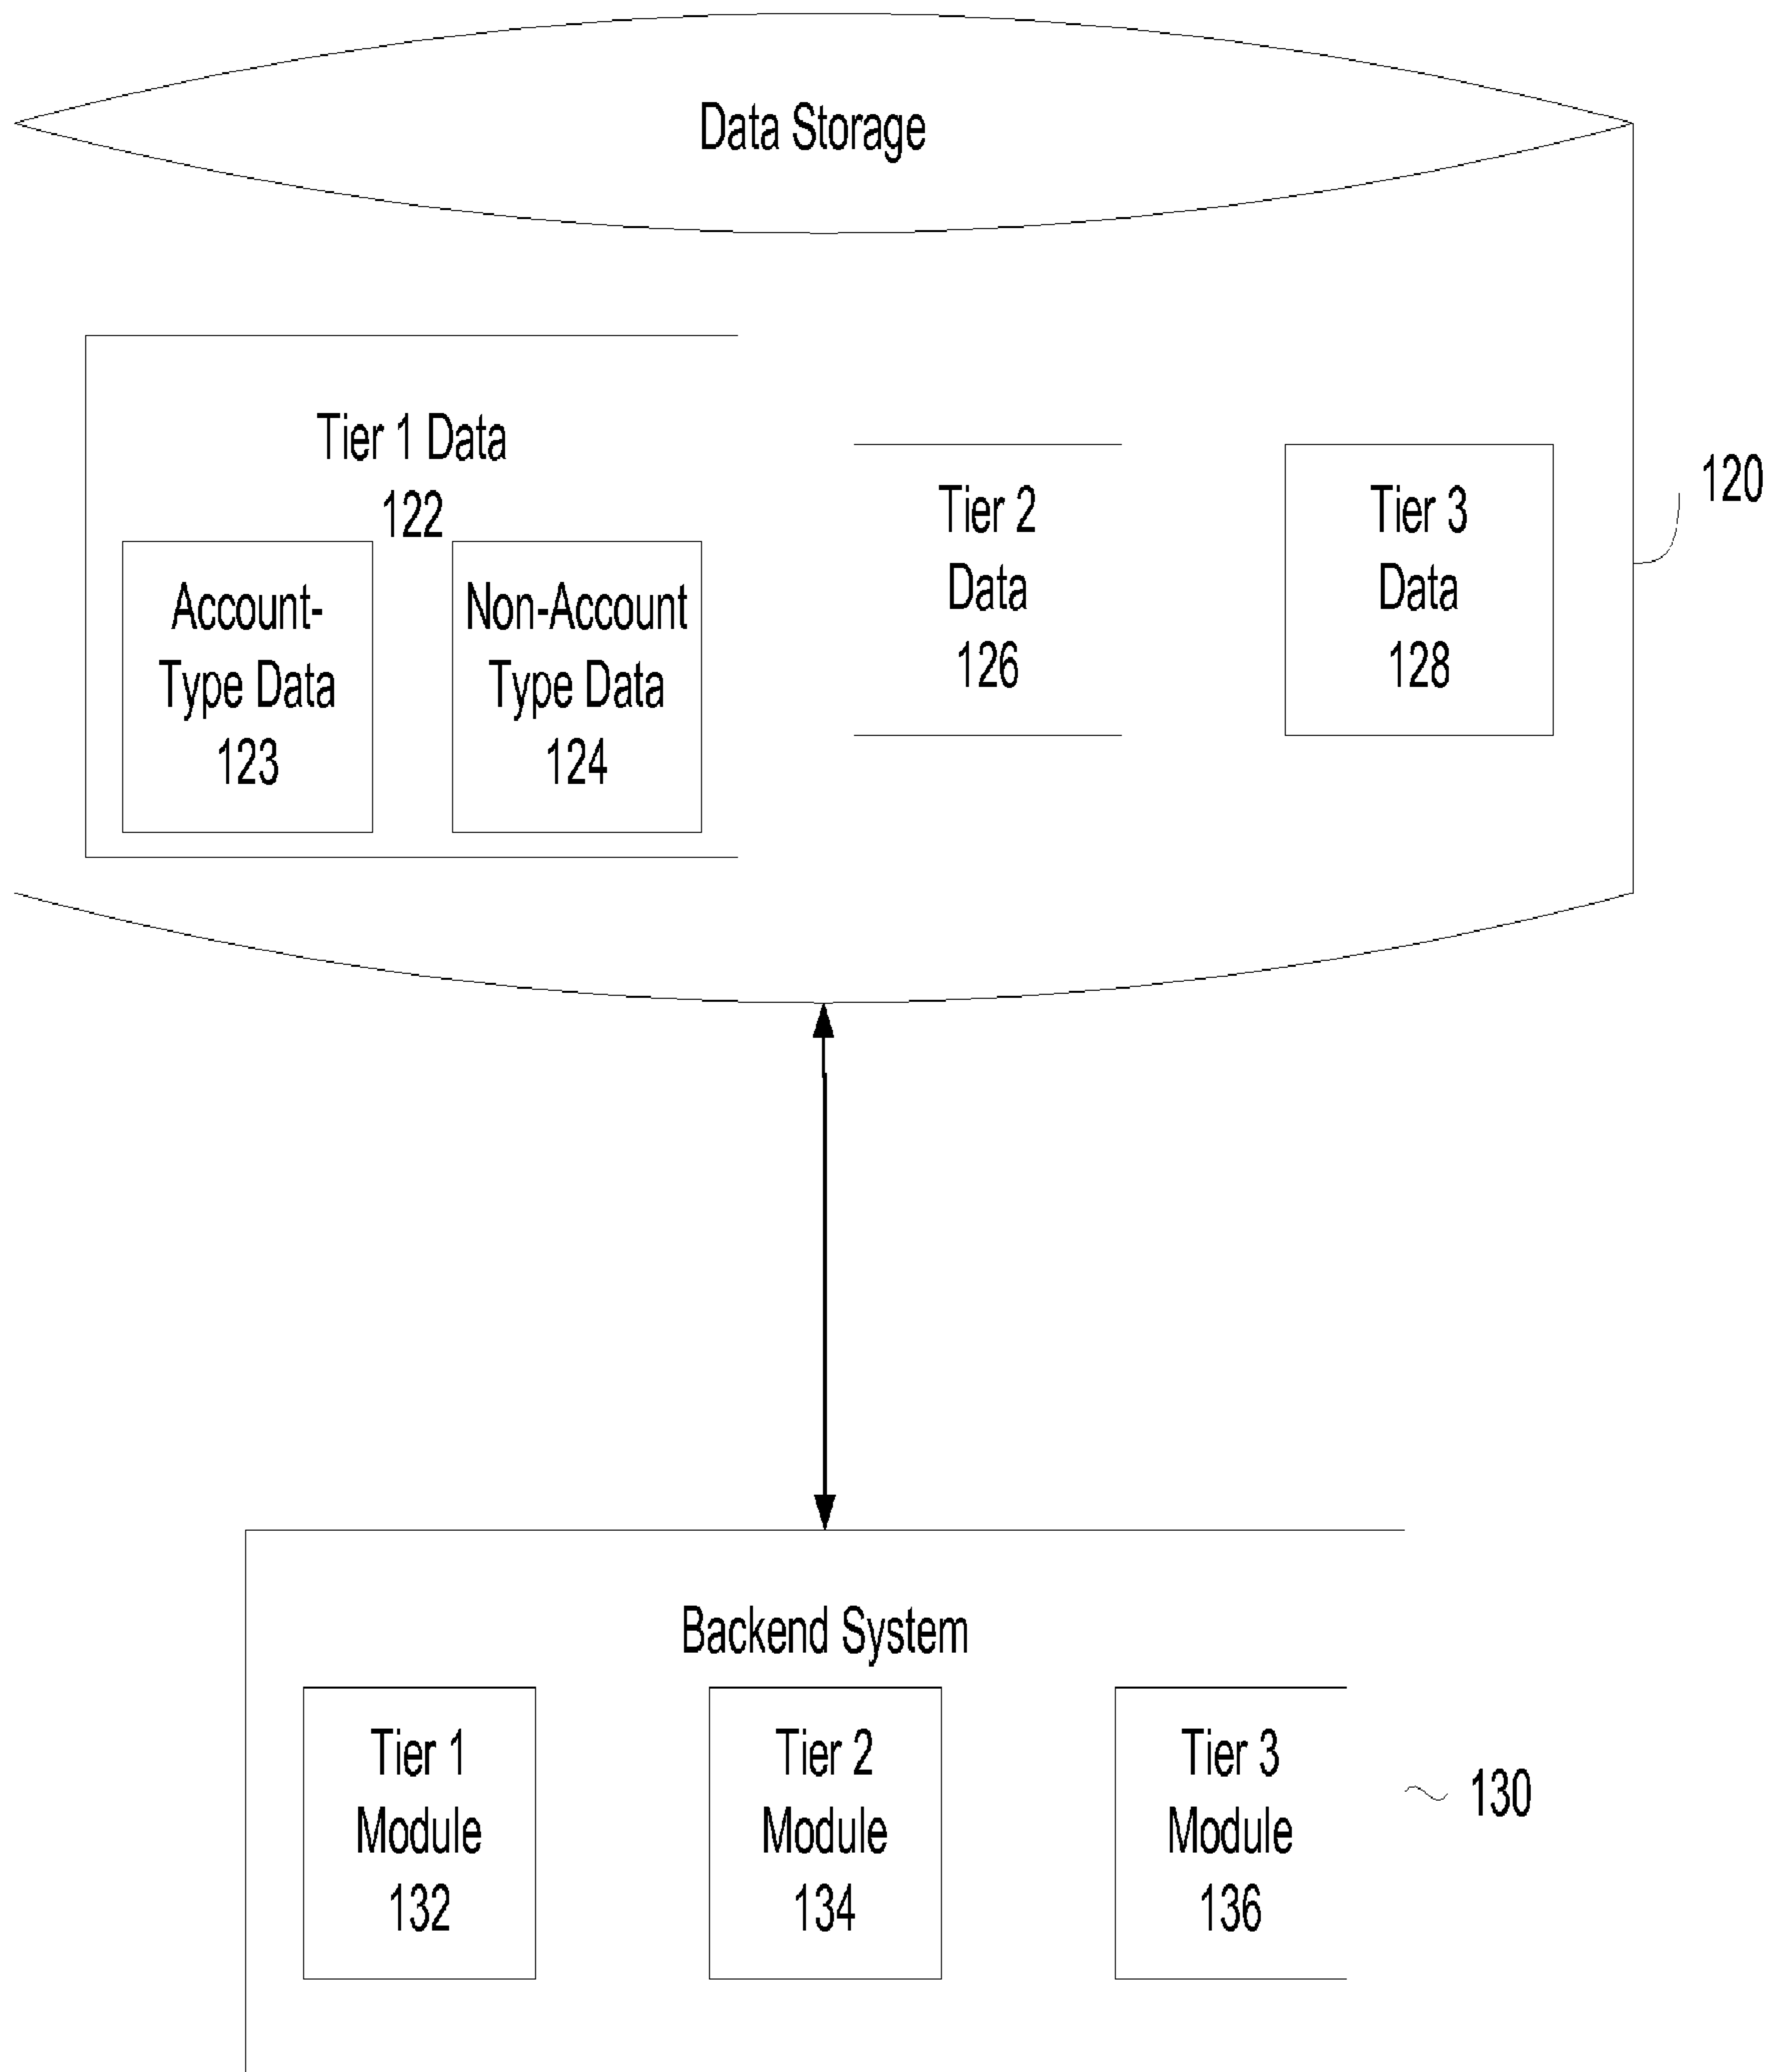 Data Storage
Tier 1 Data
122
Account-
Type Data
123
Non-Account
Type Data
124
Tier 2
Data
126
Tier 3
Data
128
120
Backend System
Tier 1
Module
132
Tier 2
Module
134
Tier 3
Module
136
130